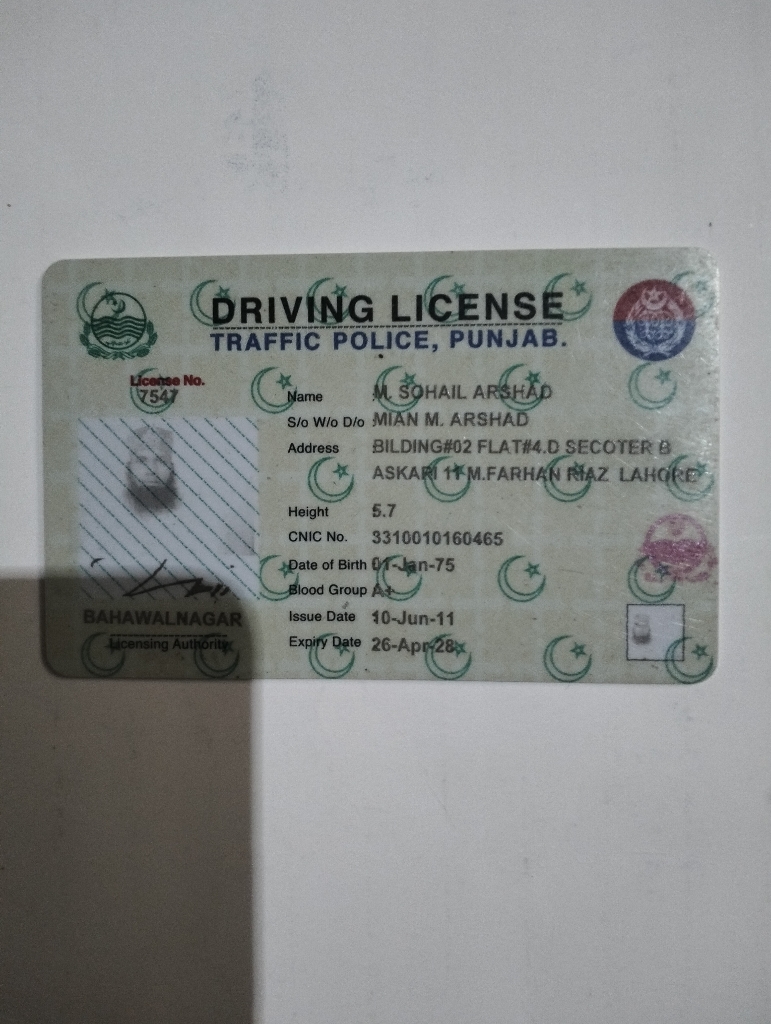 DRIVING LICENSE
TRAFFIC POLICE, PUNJAB.
License No.
7547
Name M. SOHAIL ARSHAD
S/o W/o D/o MIAN M. ARSHAD
Address BILDING#02 FLAT#4.D SECOTER B
ASKARI 11 M.FARHAN RIAZ LAHORE
Height 5.7
CNIC No. 3310010160465
Date of Birth 01-Jan-75
Blood Group A+
Issue Date 10-Jun-11
Expiry Date 26-Apr-28
BAHAWALNAGAR
Licensing Authority